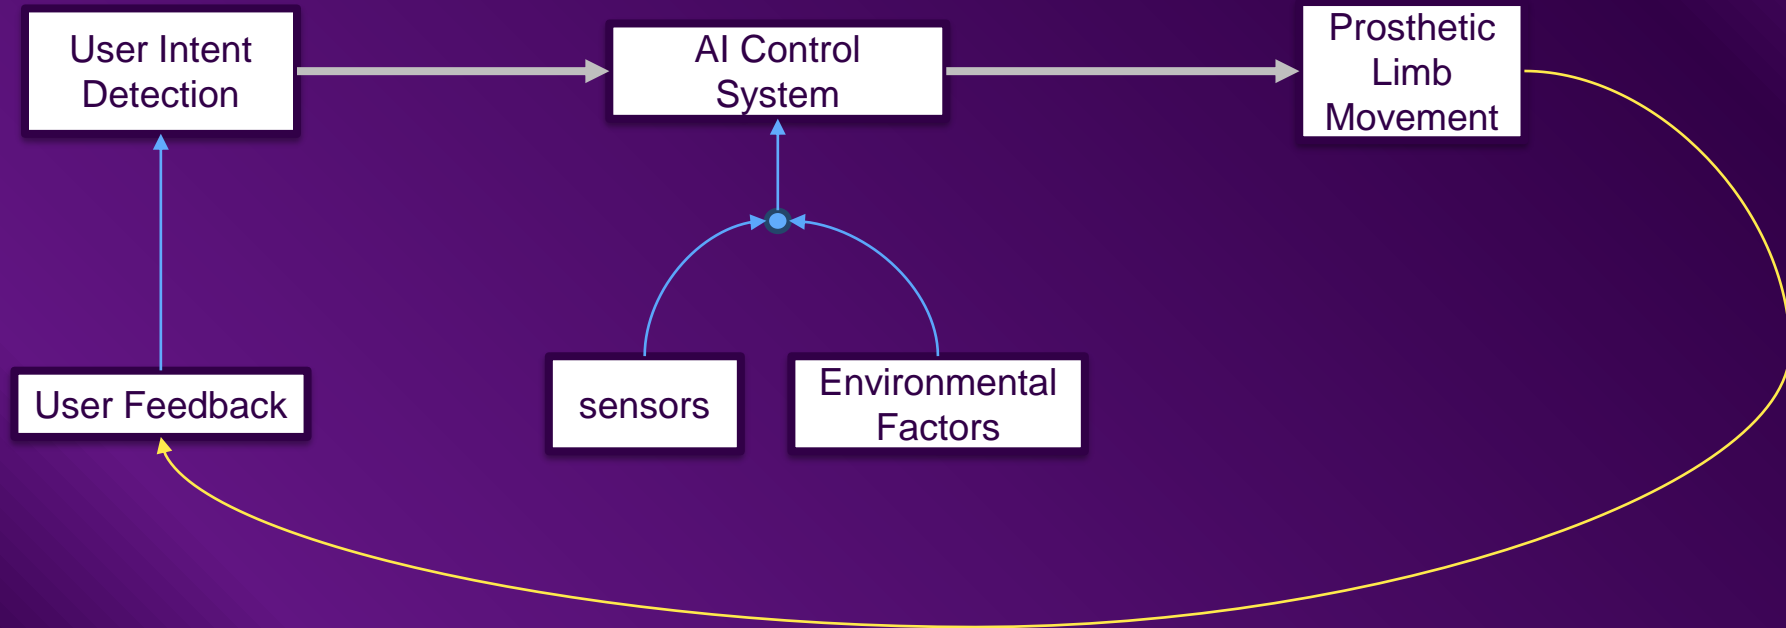 User Intent
Detection
AI Control
System
Prosthetic
Limb
Movement
User Feedback
sensors
Environmental
Factors